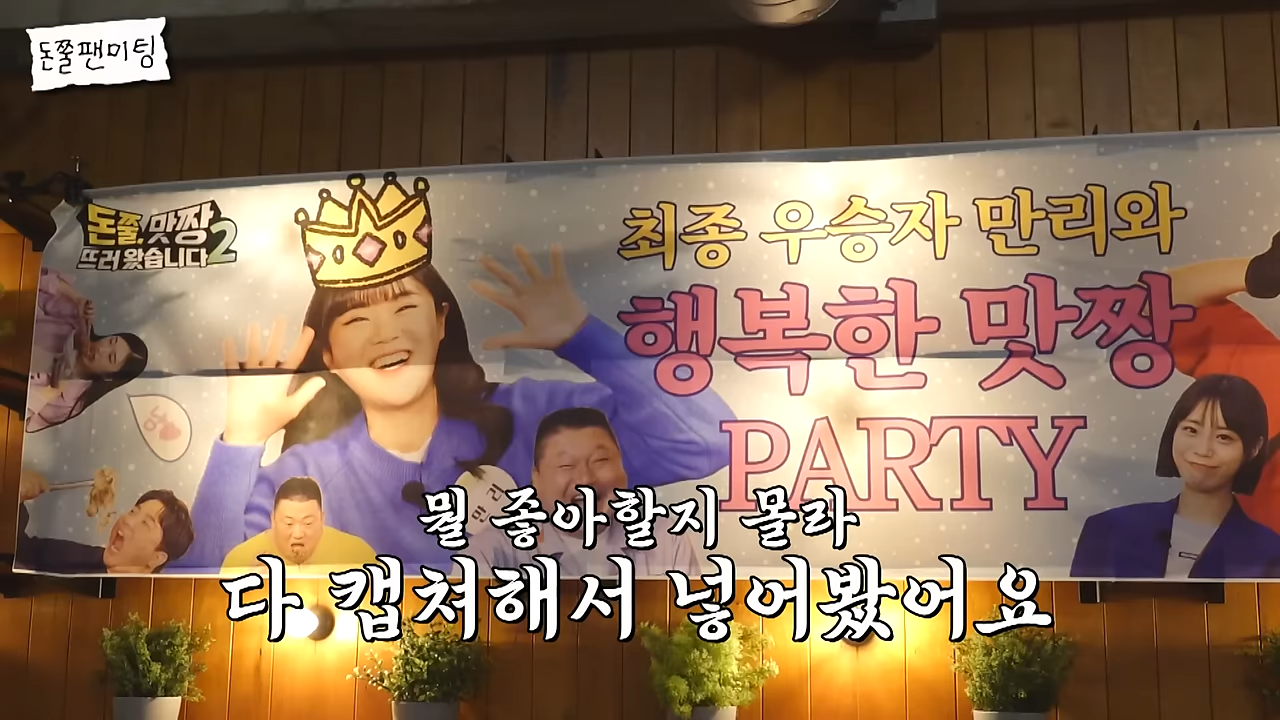 돈쭐팬미팅
돈쭐, 맛짱
뜨러 왔습니다2
최종 우승자 만리와
행복한 맛짱
PARTY
만리
뭘 좋아할지 몰라
다 캡쳐해서 넣어봤어요